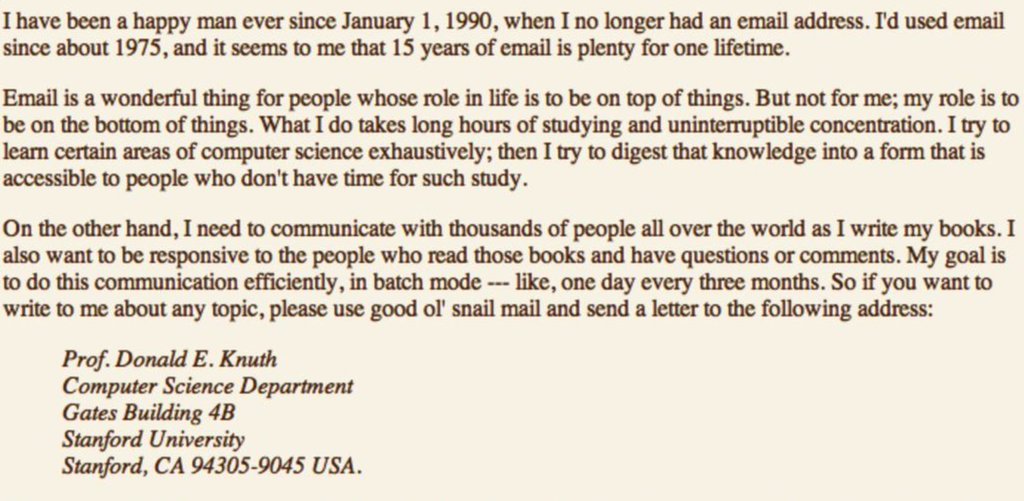 I have been a happy man ever since January 1, 1990, when I no longer had an email address. I'd used email
since about 1975, and it seems to me that 15 years of email is plenty for one lifetime.
Email is a wonderful thing for people whose role in life is to be on top of things. But not for me; my role is to
be on the bottom of things. What I do takes long hours of studying and uninterruptible concentration. I try to
learn certain areas of computer science exhaustively; then I try to digest that knowledge into a form that is
accessible to people who don't have time for such study.
On the other hand, I need to communicate with thousands of people all over the world as I write my books. I
also want to be responsive to the people who read those books and have questions or comments. My goal is
to do this communication efficiently, in batch mode --- like, one day every three months. So if you want to
write to me about any topic, please use good ol' snail mail and send a letter to the following address:
Prof. Donald E. Knuth
Computer Science Department
Gates Building 4B
Stanford University
Stanford, CA 94305-9045 USA.